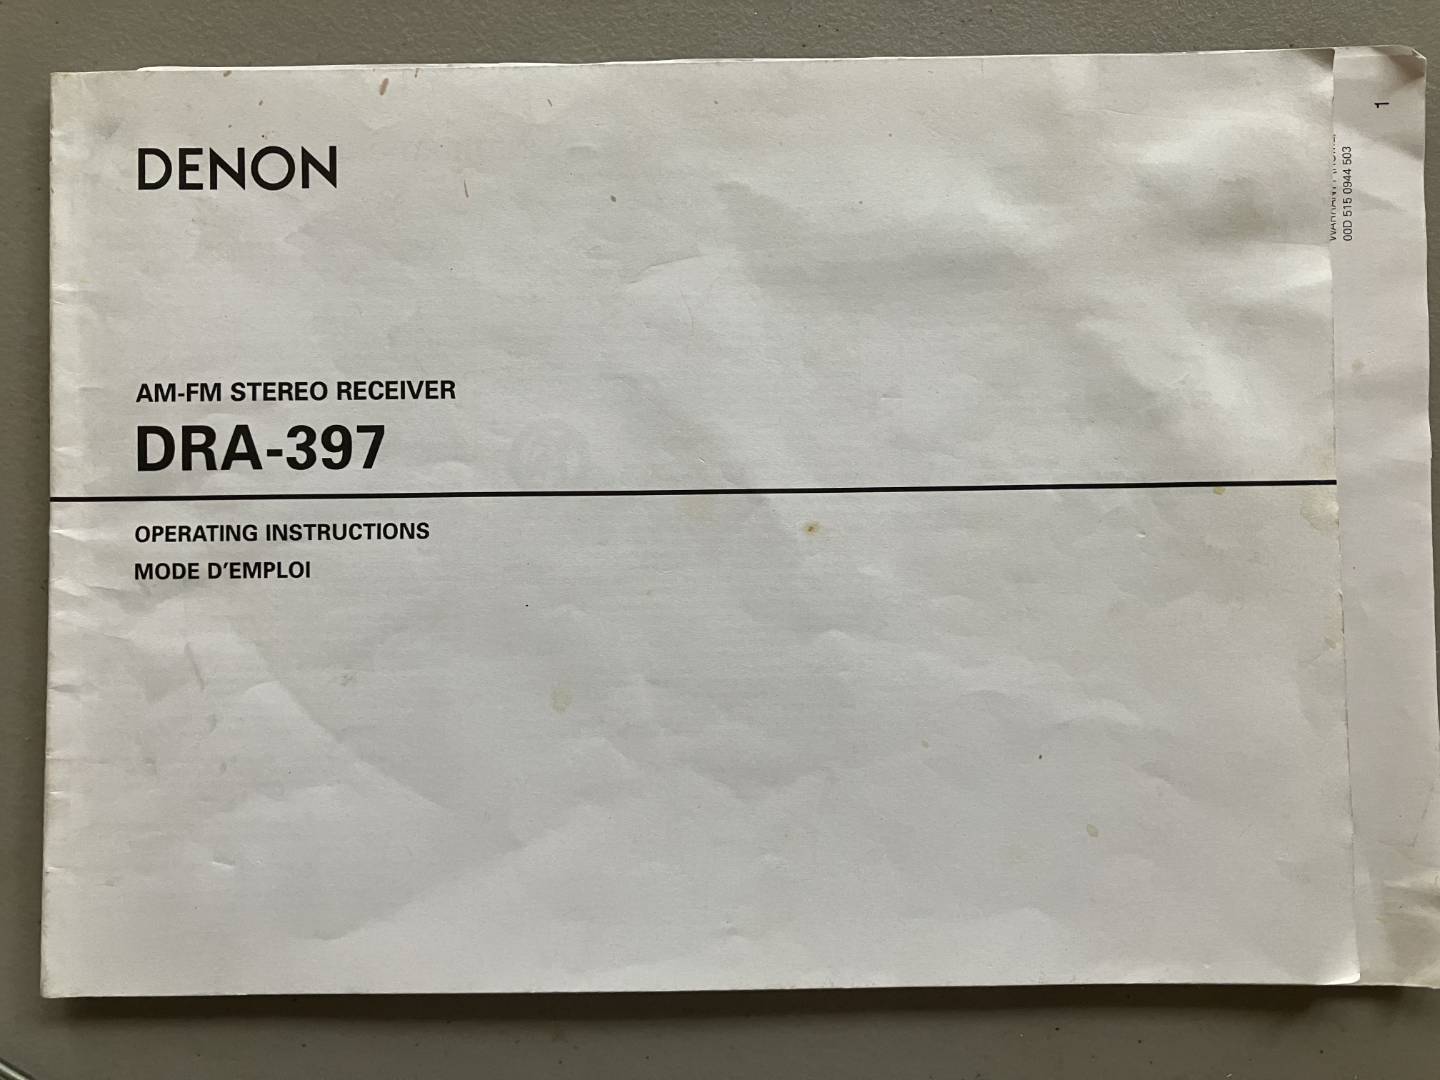 DENON
AM-FM STEREO RECEIVER
DRA-397
OPERATING INSTRUCTIONS
MODE D'EMPLOI
1
00D 515 0944 503